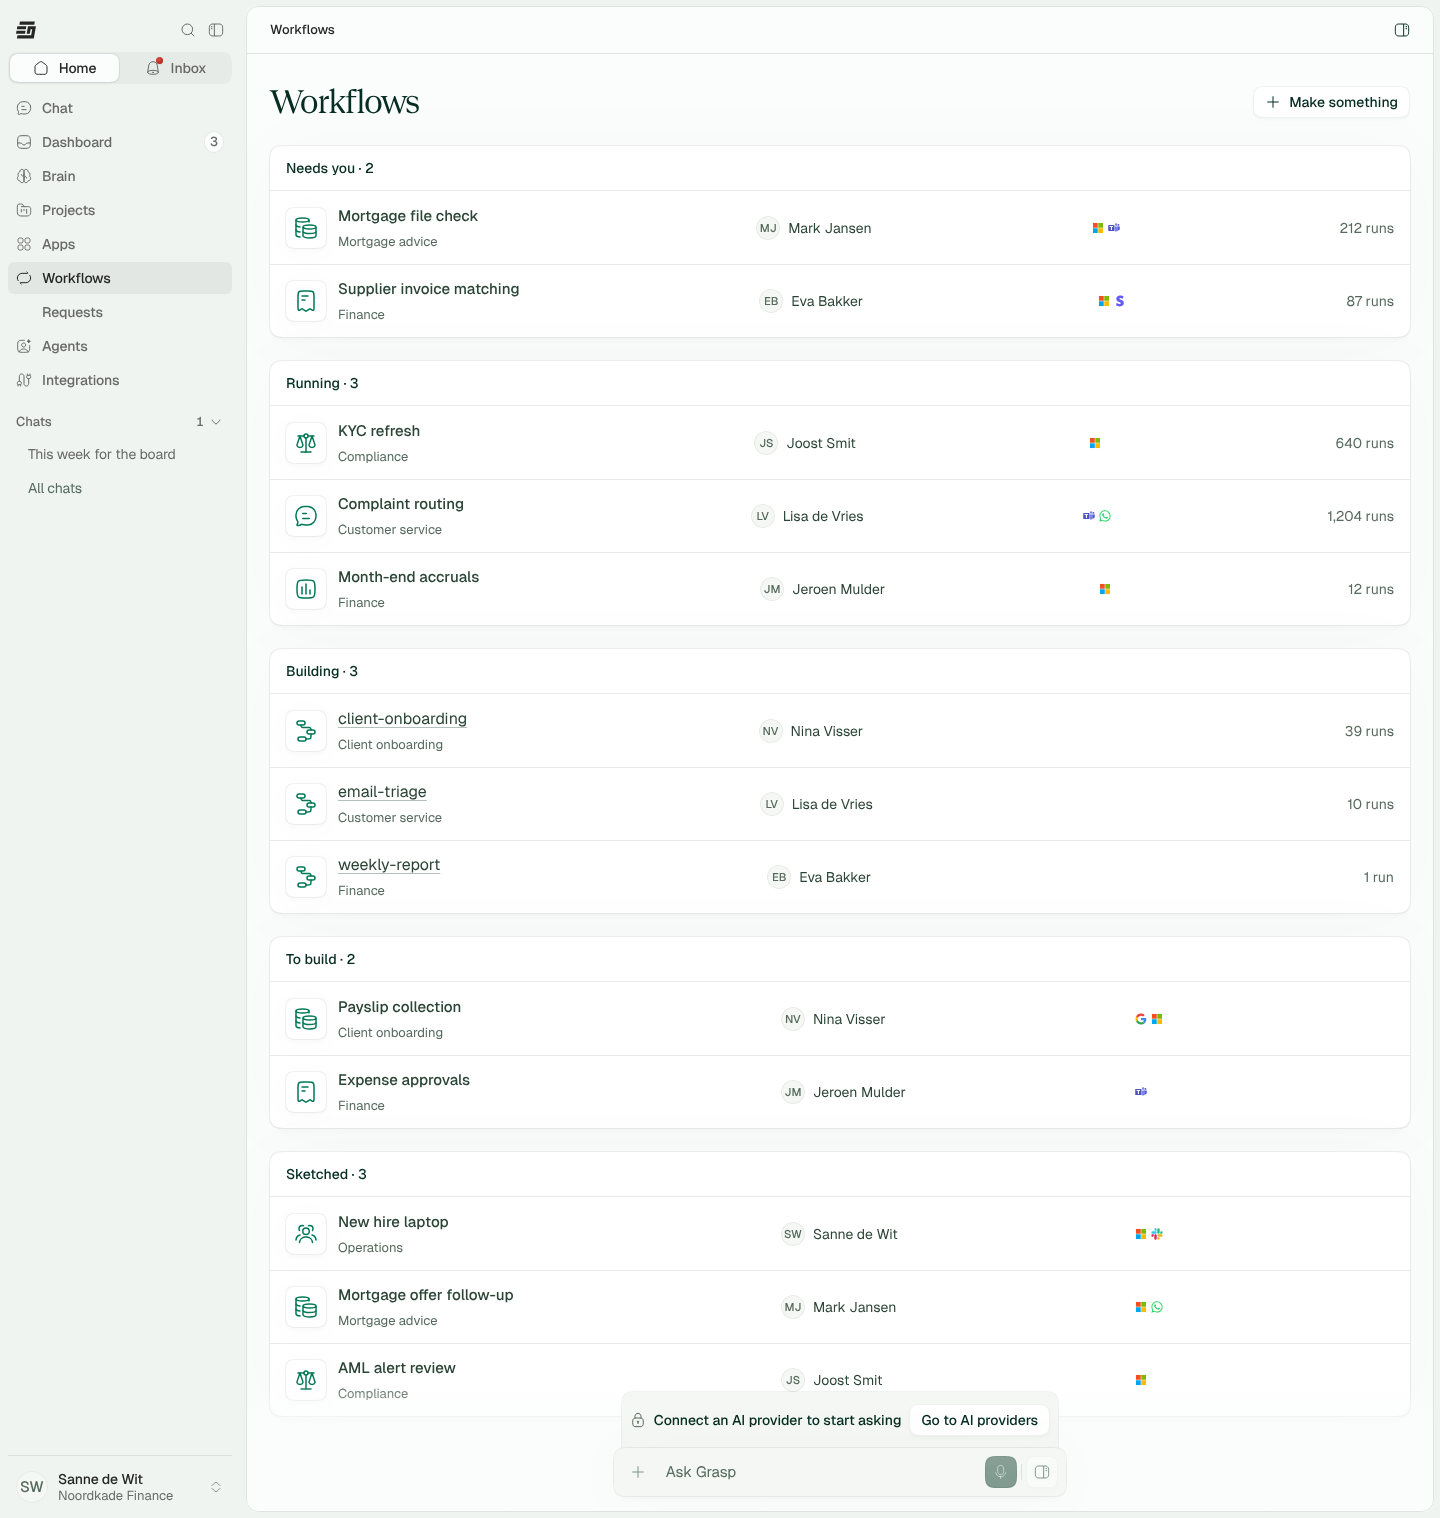 Workflows
Home
Inbox
Chat
Dashboard
3
Brain
Projects
Apps
Workflows
Requests
Agents
Integrations
Chats
1
This week for the board
All chats
SW
Sanne de Wit
Noordkade Finance
Workflows
Make something
Needs you · 2
Mortgage file check
Mortgage advice
MJ
Mark Jansen
212 runs
Supplier invoice matching
Finance
EB
Eva Bakker
87 runs
Running · 3
KYC refresh
Compliance
JS
Joost Smit
640 runs
Complaint routing
Customer service
LV
Lisa de Vries
1,204 runs
Month-end accruals
Finance
JM
Jeroen Mulder
12 runs
Building · 3
client-onboarding
Client onboarding
NV
Nina Visser
39 runs
email-triage
Customer service
LV
Lisa de Vries
10 runs
weekly-report
Finance
EB
Eva Bakker
1 run
To build · 2
Payslip collection
Client onboarding
NV
Nina Visser
Expense approvals
Finance
JM
Jeroen Mulder
Sketched · 3
New hire laptop
Operations
SW
Sanne de Wit
Mortgage offer follow-up
Mortgage advice
MJ
Mark Jansen
AML alert review
Compliance
JS
Joost Smit
Connect an AI provider to start asking
Go to AI providers
Ask Grasp